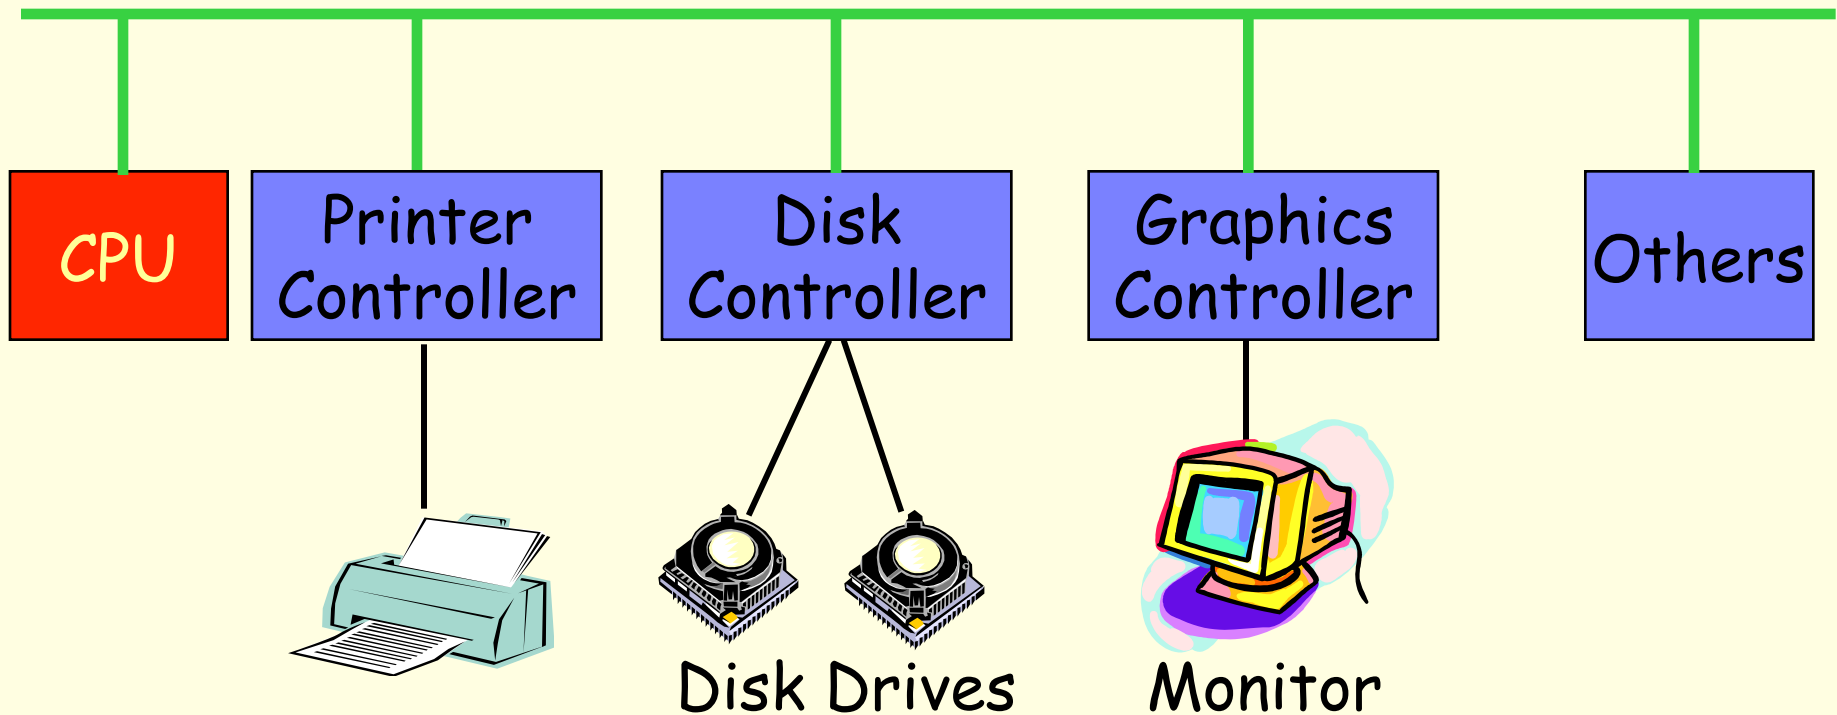 CPU
Printer
Controller
Disk
Controller
Graphics
Controller
Others
Disk Drives
Monitor